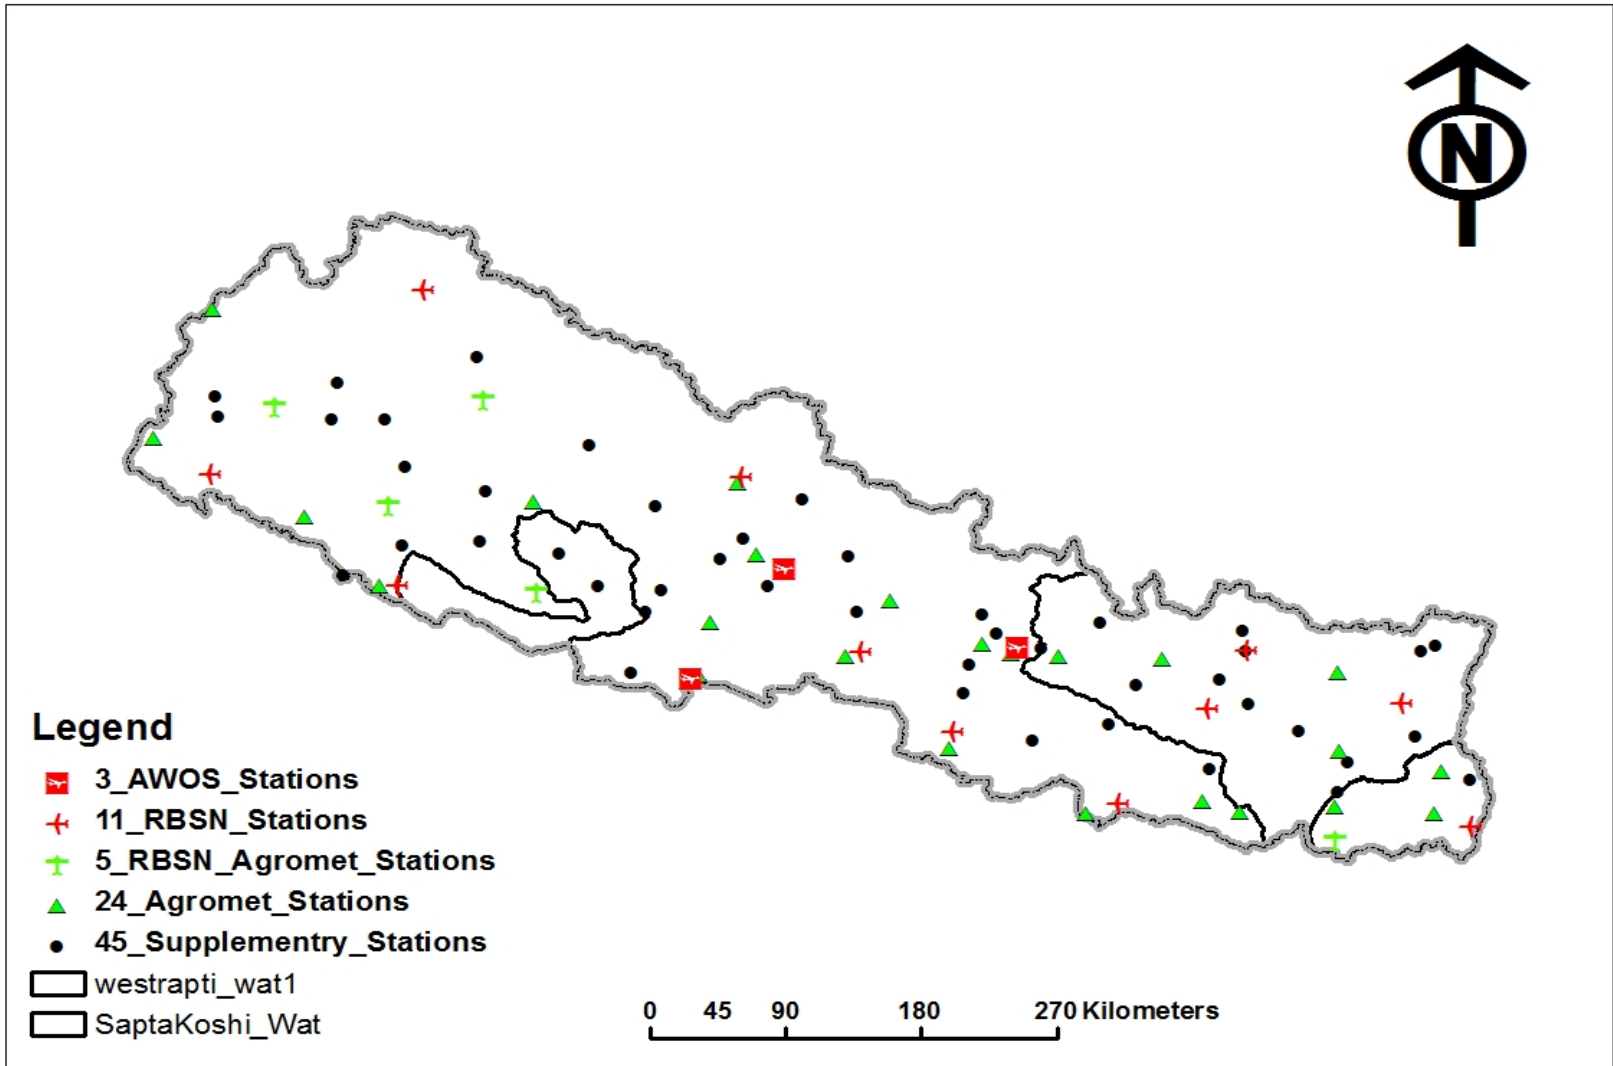 N
Legend
3_AWOS_Stations
11_RBSN_Stations
5_RBSN_Agromet_Stations
24_Agromet_Stations
45_Supplementry_Stations
westrapti_wat1
SaptaKoshi_Wat
0 45 90 180 270 Kilometers